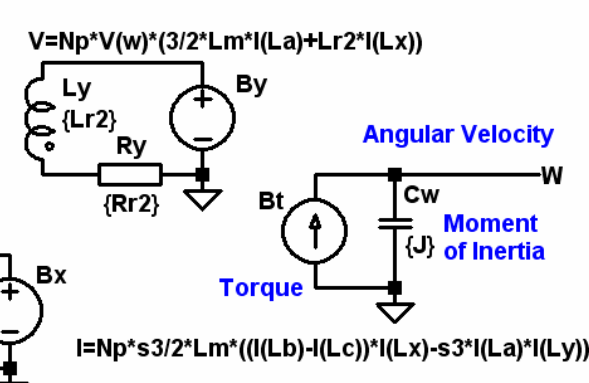 V=Np*V(w)*(3/2*Lm*I(La)+Lr2*I(Lx))
Ly
{Lr2}
By
Ry
{Rr2}
Angular Velocity
W
Bt
Cw
{J}
Moment
of Inertia
Torque
Bx
I=Np*s3/2*Lm*((I(Lb)-I(Lc))*I(Lx)-s3*I(La)*I(Ly))